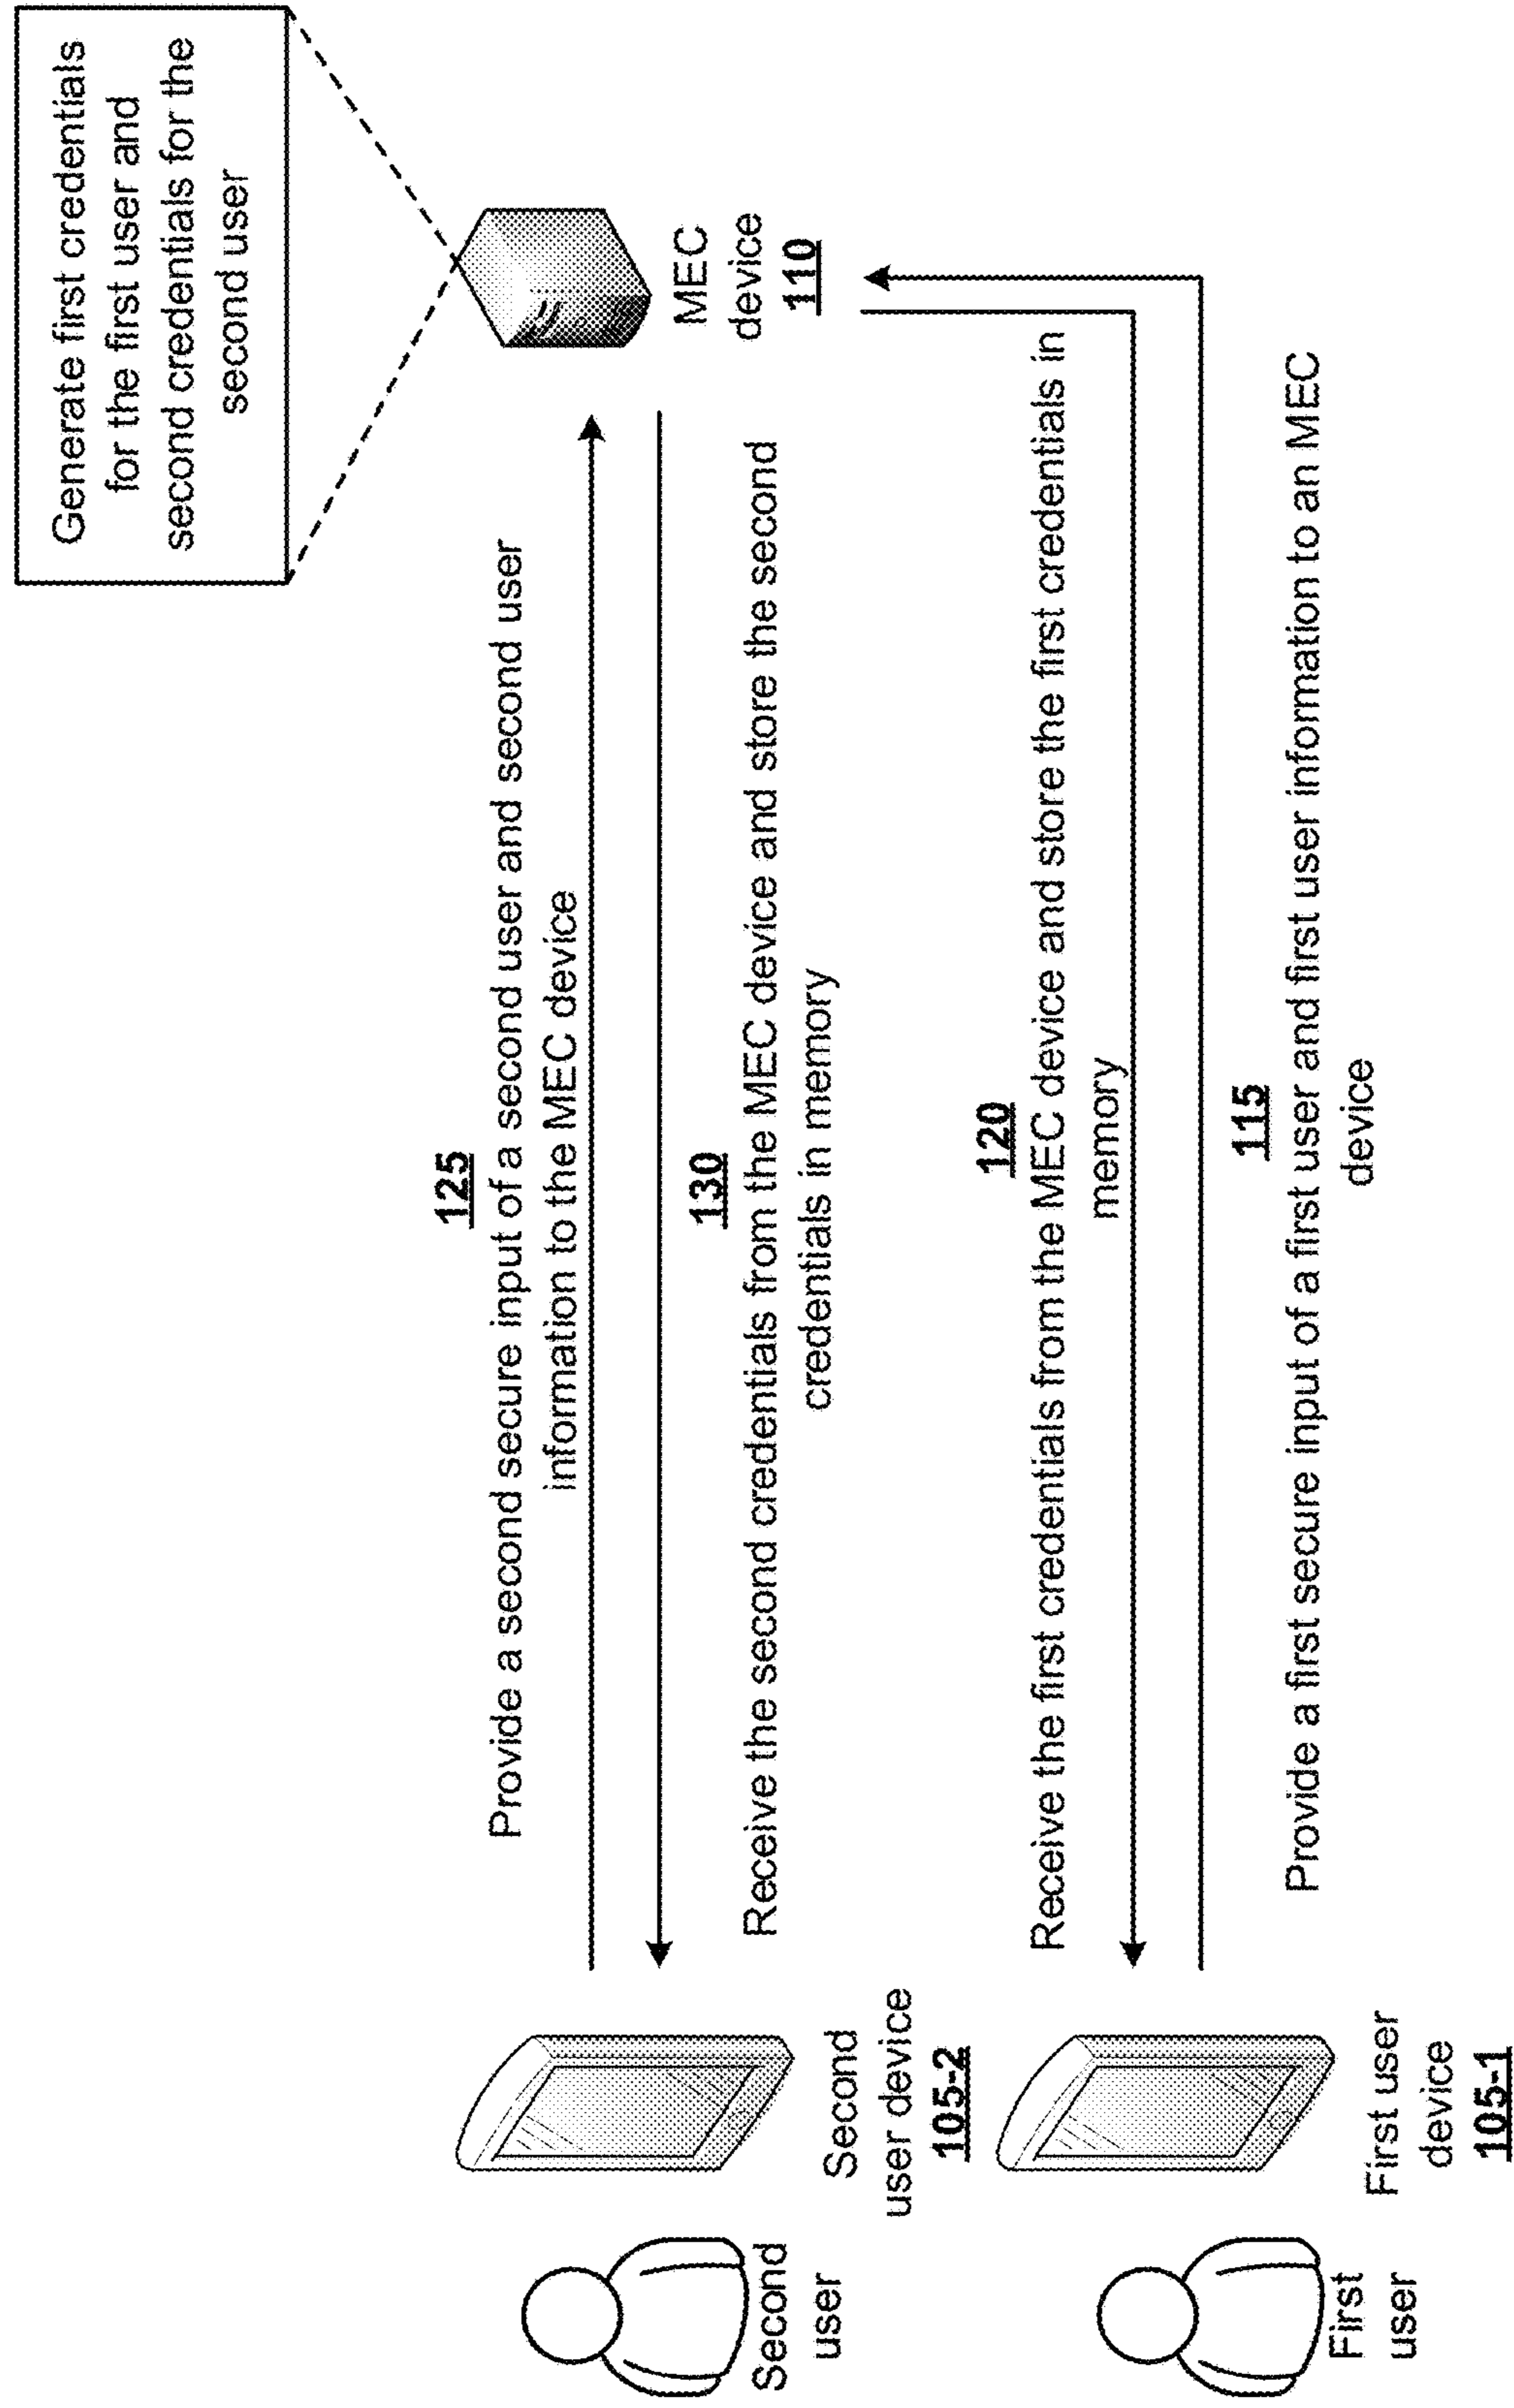 Generate first credentials
for the first user and
second credentials for the
second user
125
Provide a second secure input of a second user and second user
information to the MEC device
130
Receive the second credentials from the MEC device and store the second
credentials in memory
MEC
device
110
Second
user
Second
user device
105-2
120
Receive the first credentials from the MEC device and store the first credentials in
memory
115
Provide a first secure input of a first user and first user information to an MEC
device
First
user
First user
device
105-1